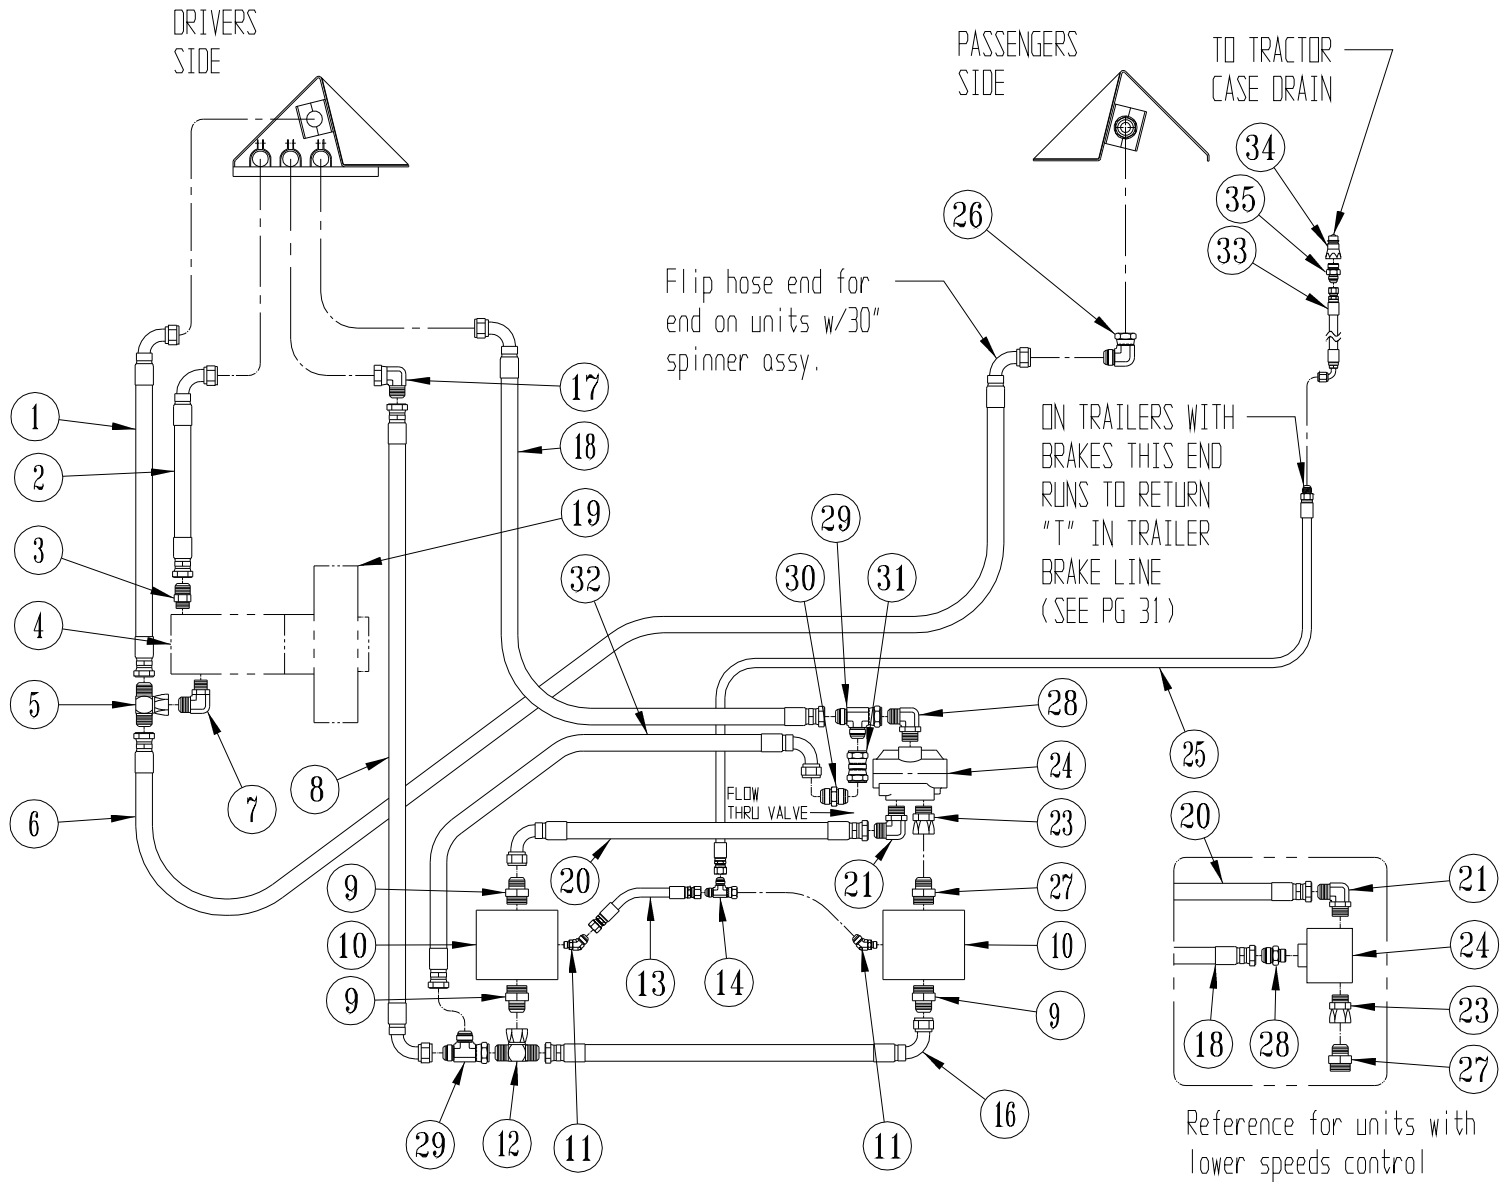 DRIVERS
SIDE
PASSENGERS
SIDE
TO TRACTOR
CASE DRAIN
34
35
33
26
Flip hose end for
end on units w/30"
spinner assy.
ON TRAILERS WITH
BRAKES THIS END
RUNS TO RETURN
"T" IN TRAILER
BRAKE LINE
(SEE PG 31)
17
1
18
2
19
29
3
32
30
31
4
5
28
25
24
8
7
6
FLOW
THRU VALVE
23
20
20
21
9
27
21
10
13
14
10
24
9
9
23
18
28
27
16
29
12
11
11
Reference for units with
lower speeds control